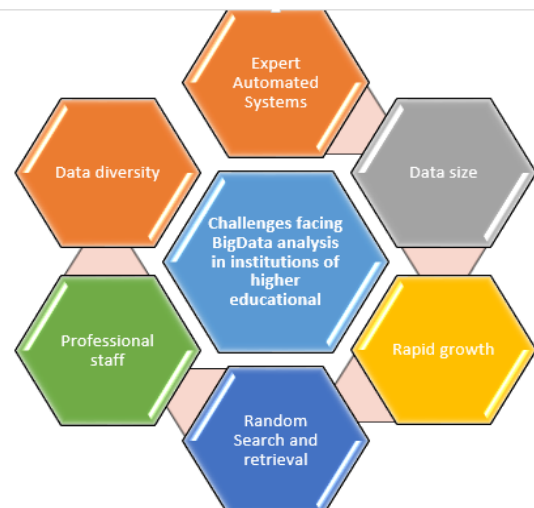 Expert
Automated
Systems
Data diversity
Data size
Challenges facing
BigData analysis
in institutions of
higher
educational
Professional
staff
Rapid growth
Random
Search and
retrieval